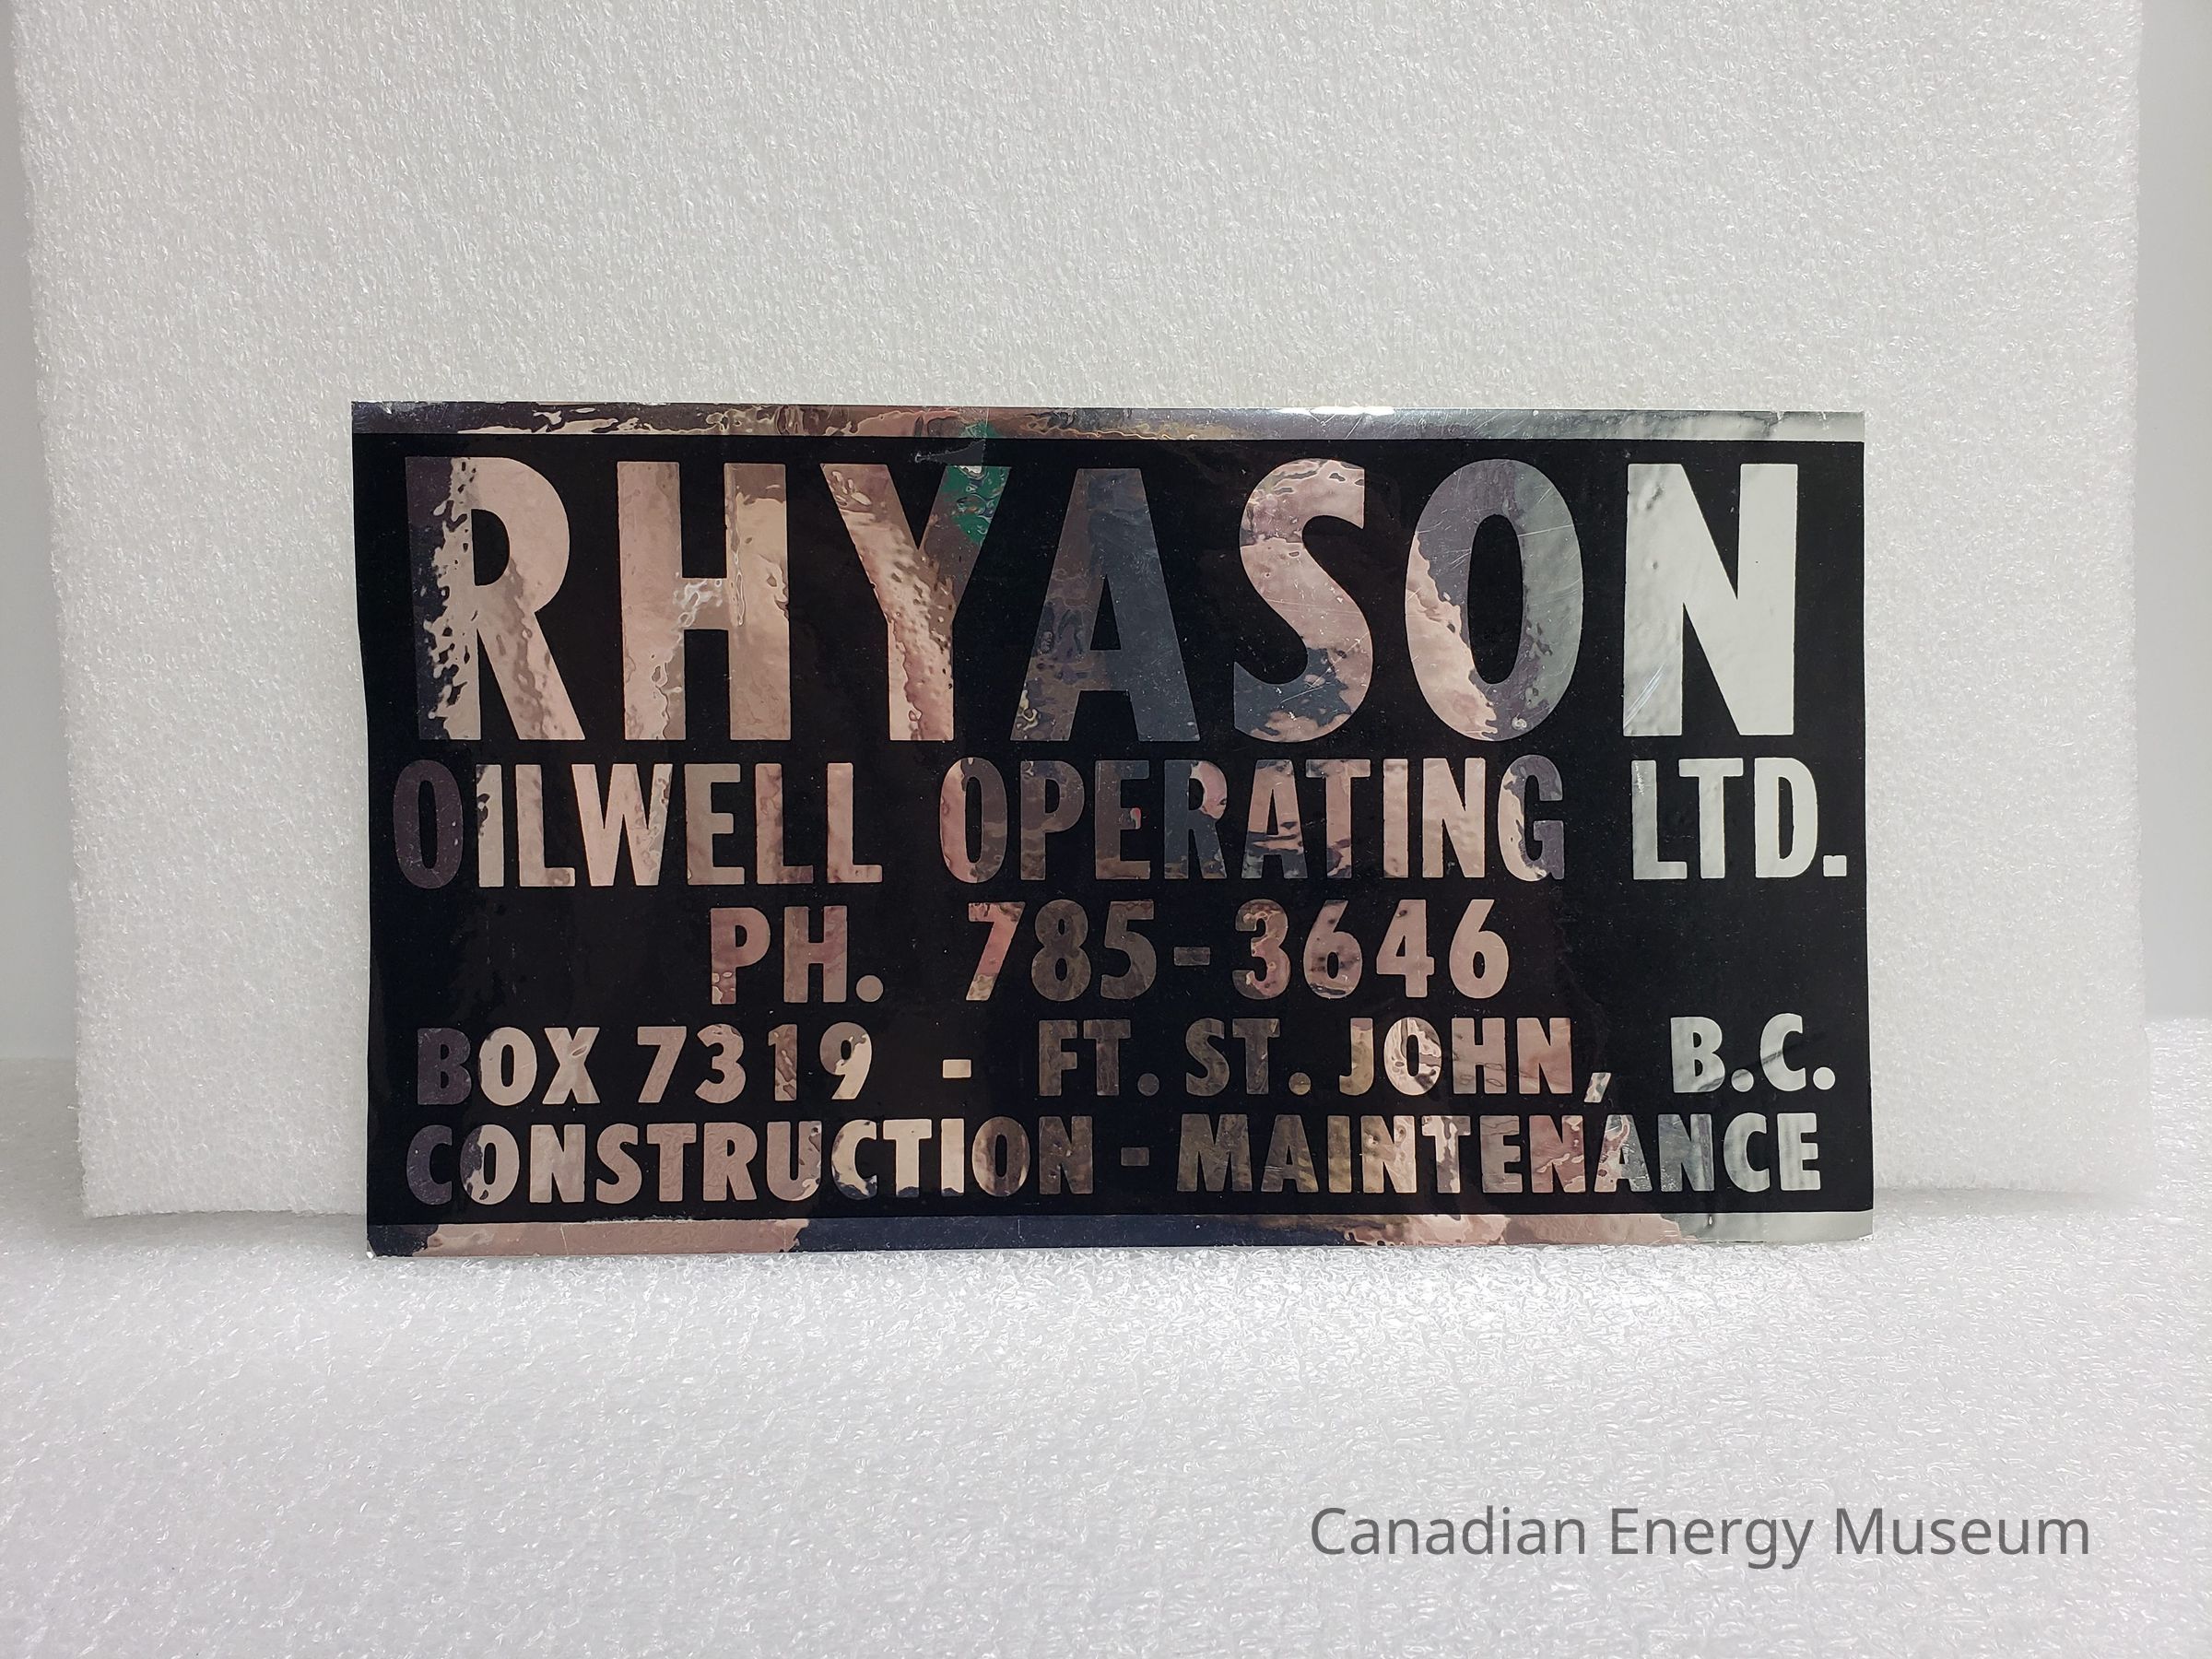 RHYASON
OILWELL OPERATING LTD.
PH. 785-3646
BOX 7319 - FT. ST. JOHN, B.C.
CONSTRUCTION - MAINTENANCE
Canadian Energy Museum